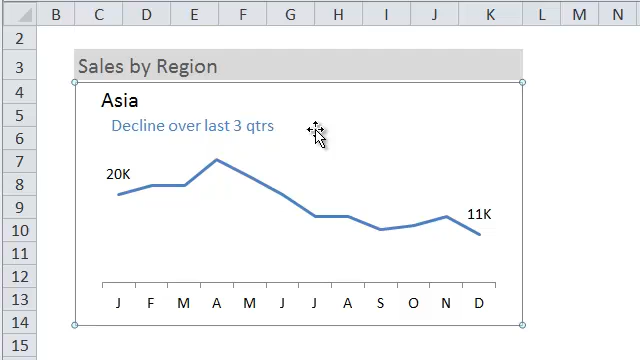 B C D E F G H I J K L M N
2
3 Sales by Region
4 Asia
5 Decline over last 3 qtrs
6
7
8 20K
9 11K
10
11
12
13 J F M A M J J A S O N D
14
15